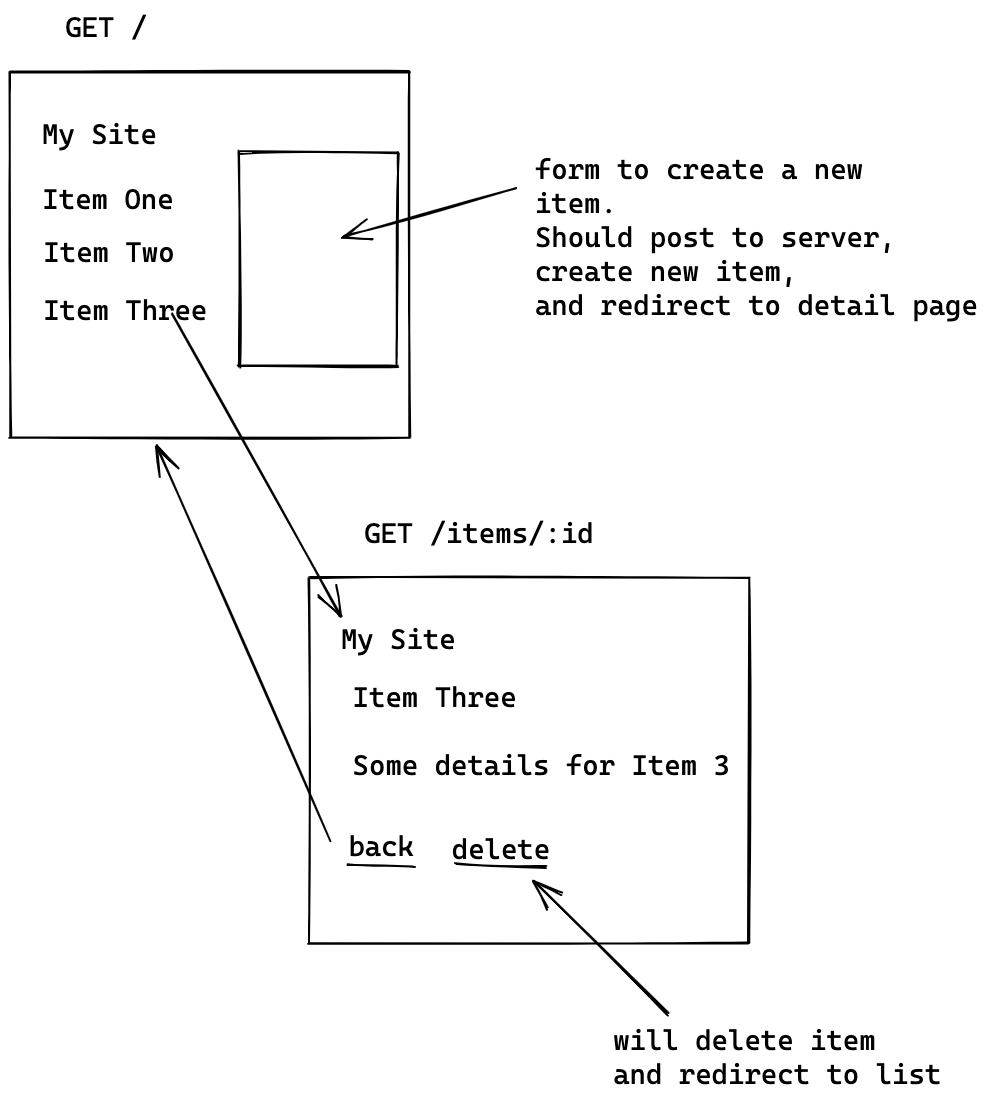 GET /
My Site
Item One
Item Two
Item Three
form to create a new
item.
Should post to server,
create new item,
and redirect to detail page
GET /items/:id
My Site
Item Three
Some details for Item 3
back delete
will delete item
and redirect to list